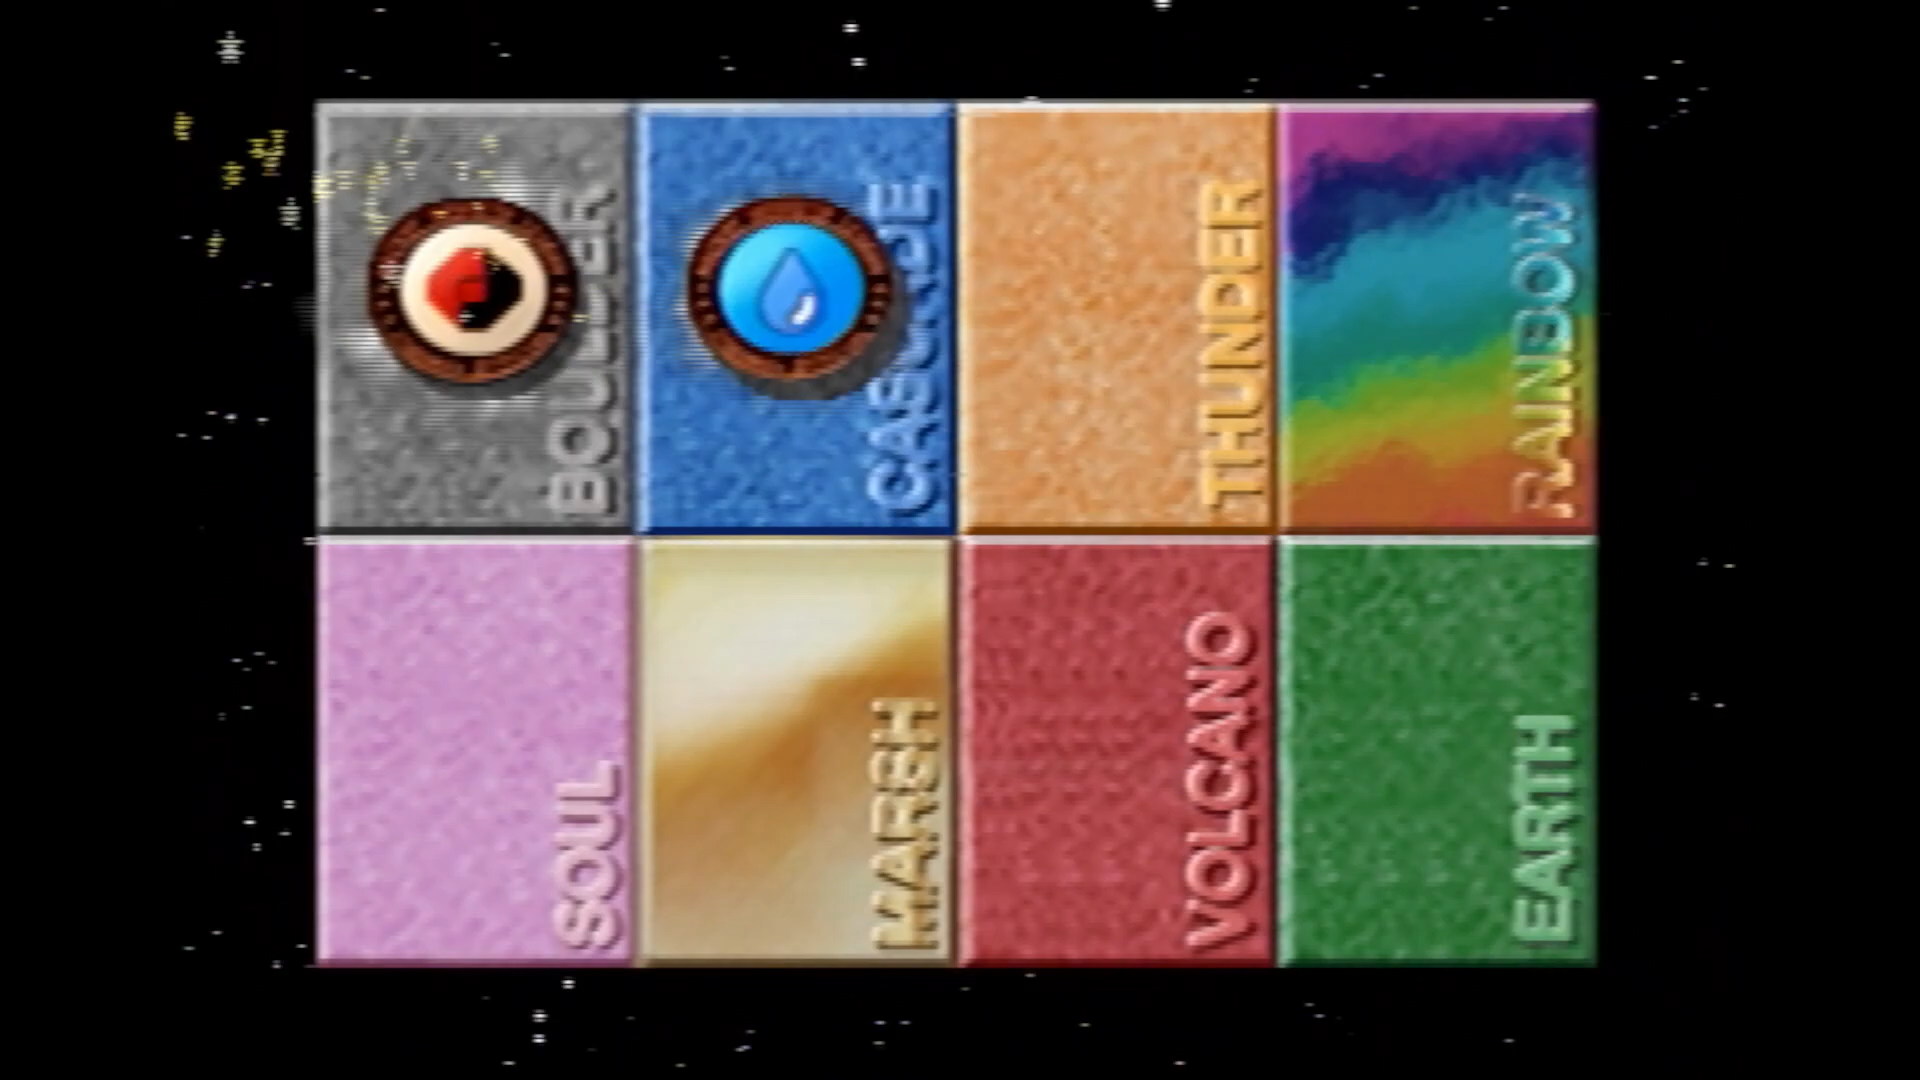 BOULDER
CASCADE
THUNDER
RAINBOW
SOUL
MARSH
VOLCANO
EARTH